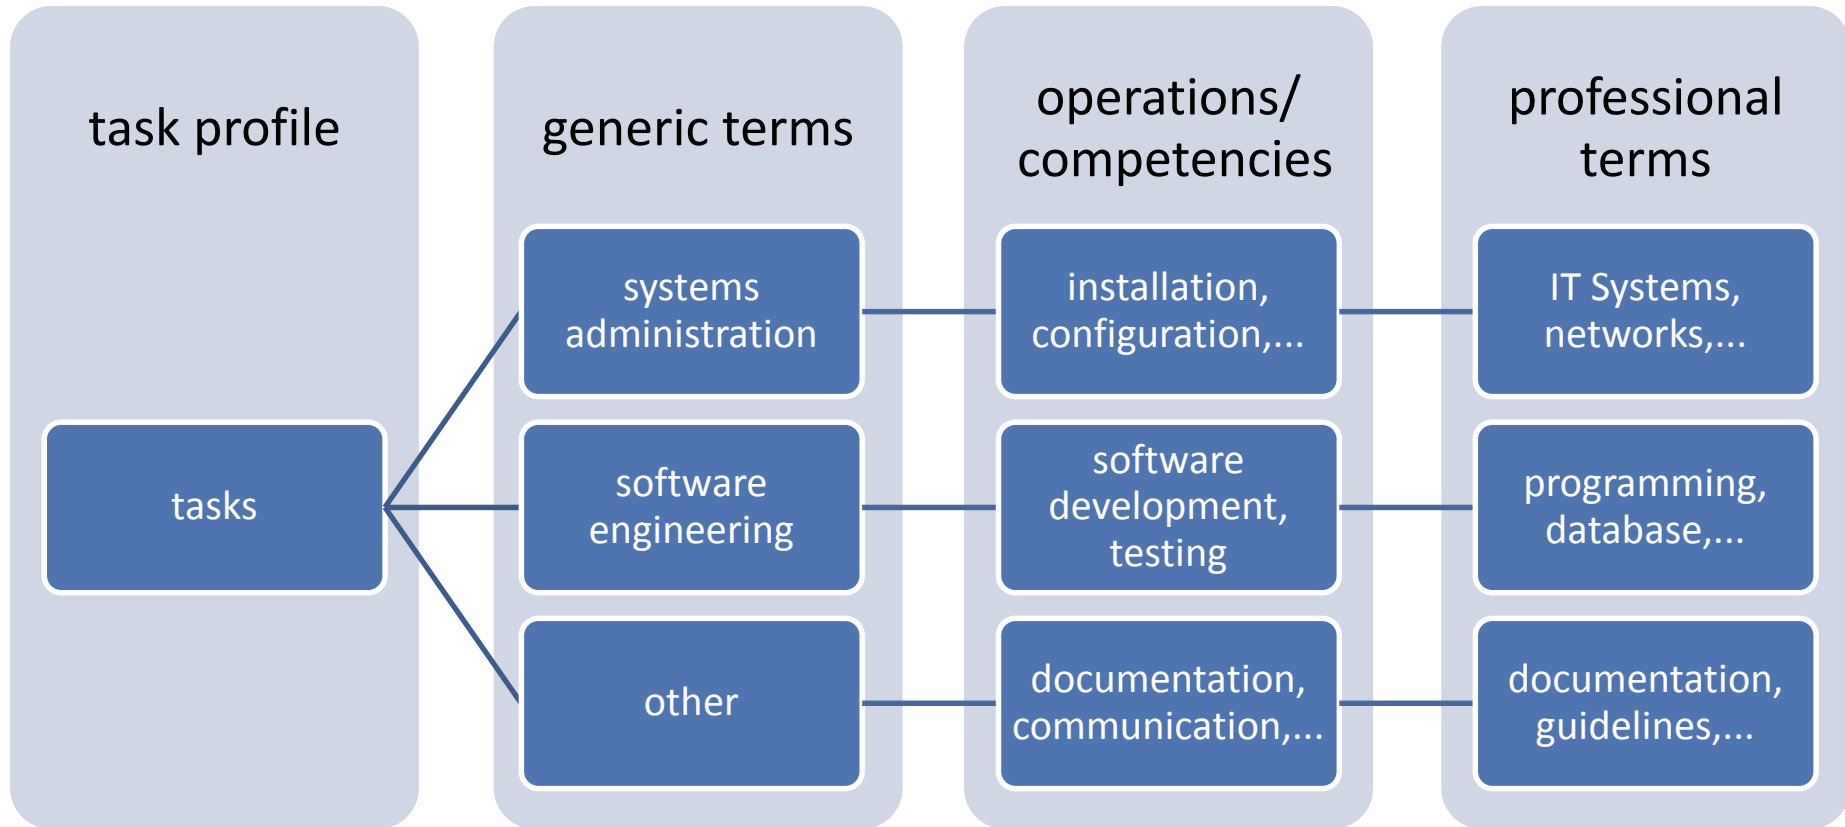 task profile
generic terms
operations/
competencies
professional
terms
tasks
systems
administration
installation,
configuration,...
IT Systems,
networks,...
software
engineering
software
development,
testing
programming,
database,...
other
documentation,
communication,...
documentation,
guidelines,...